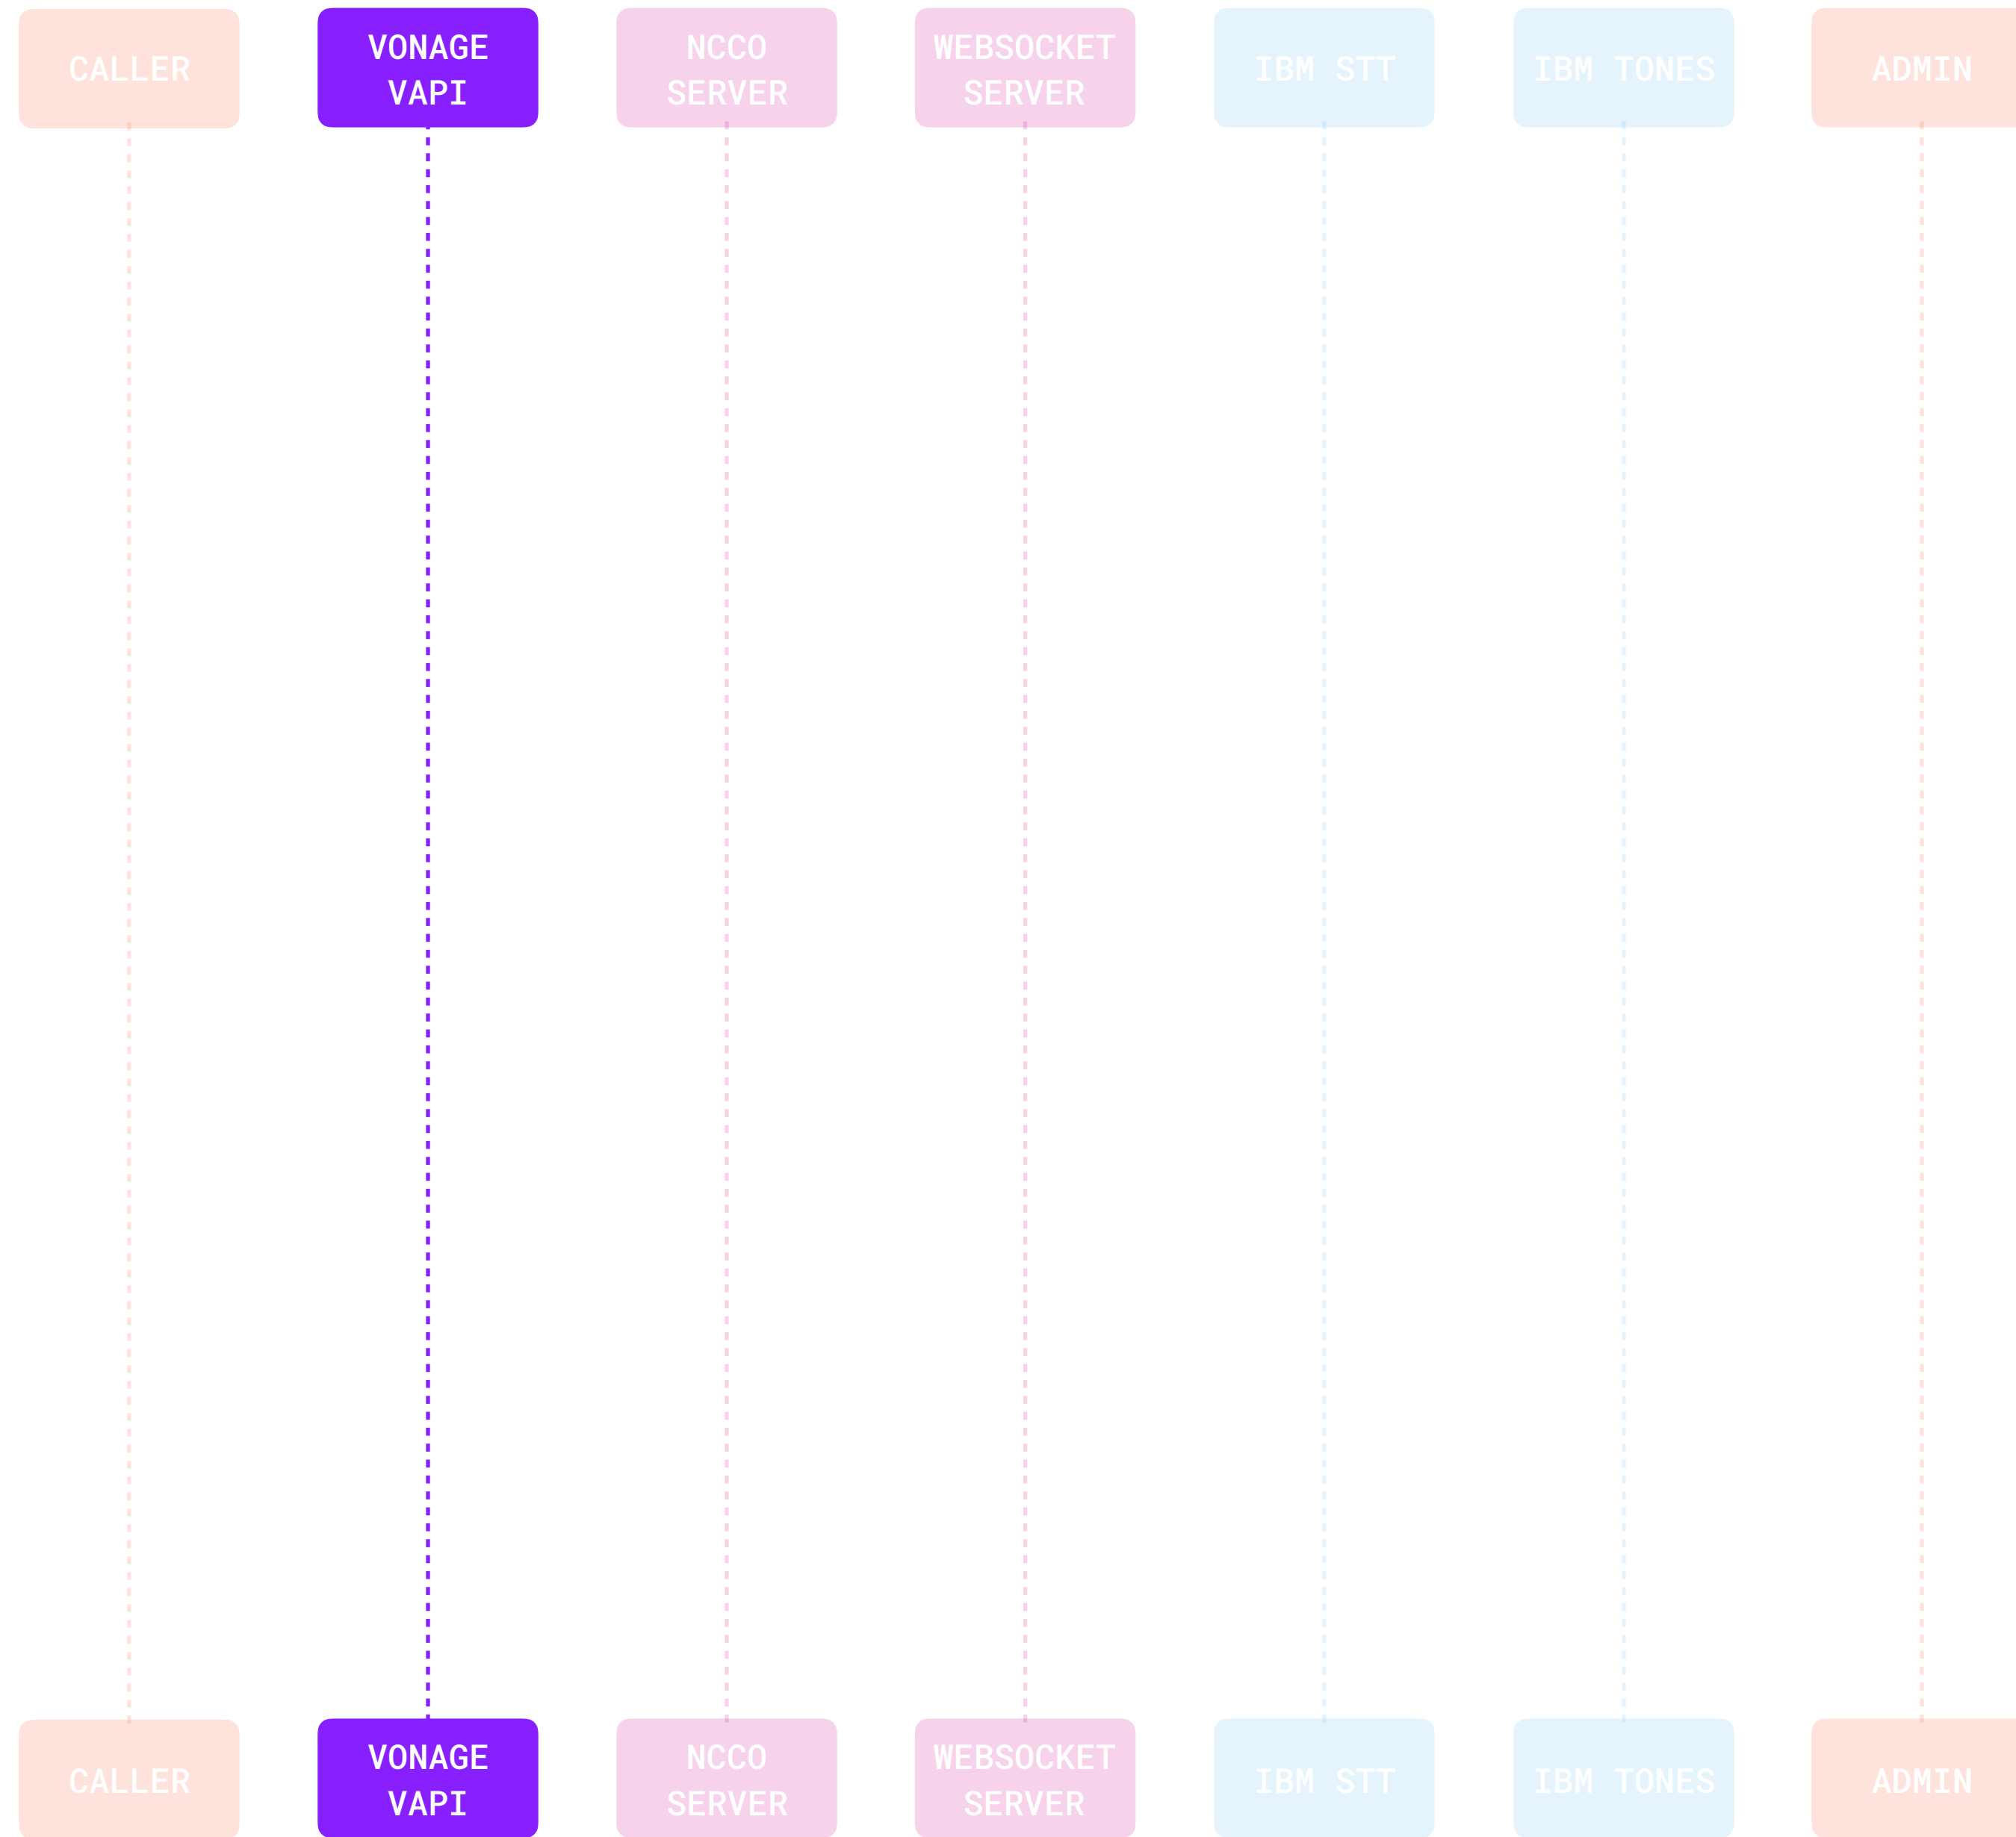 CALLER
VONAGE
VAPI
NCCO
SERVER
WEBSOCKET
SERVER
IBM STT
IBM TONES
ADMIN
CALLER
VONAGE
VAPI
NCCO
SERVER
WEBSOCKET
SERVER
IBM STT
IBM TONES
ADMIN